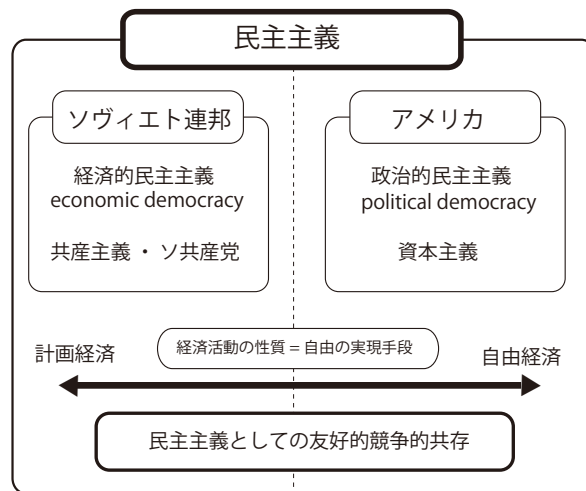 民主主義
ソヴィエト連邦
経済的民主主義
economic democracy
共産主義 ・ ソ共産党
アメリカ
政治的民主主義
political democracy
資本主義
経済活動の性質 = 自由の実現手段
計画経済
自由経済
民主主義としての友好的競争的共存